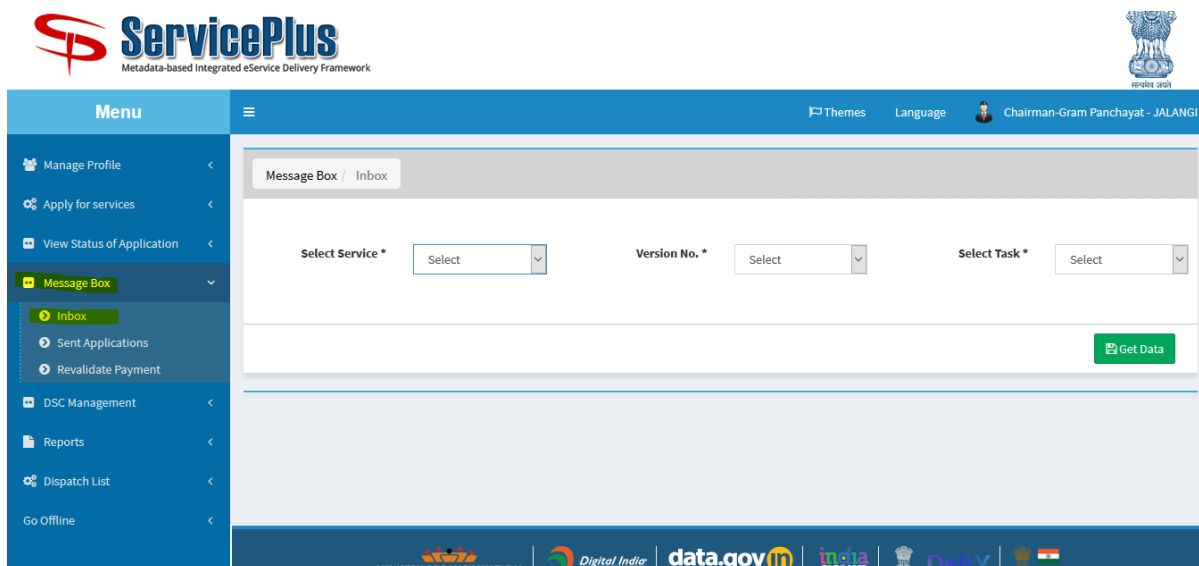 ServicePlus
Metadata-based Integrated eService Delivery Framework
सत्यमेव जयते
Menu
Themes Language Chairman-Gram Panchayat - JALANGI
Manage Profile
Apply for services
View Status of Application
Message Box
Inbox
Sent Applications
Revalidate Payment
DSC Management
Reports
Dispatch List
Go Offline
Message Box / Inbox
Select Service * Select Version No. * Select Select Task * Select
Get Data
Digital India data.gov in india